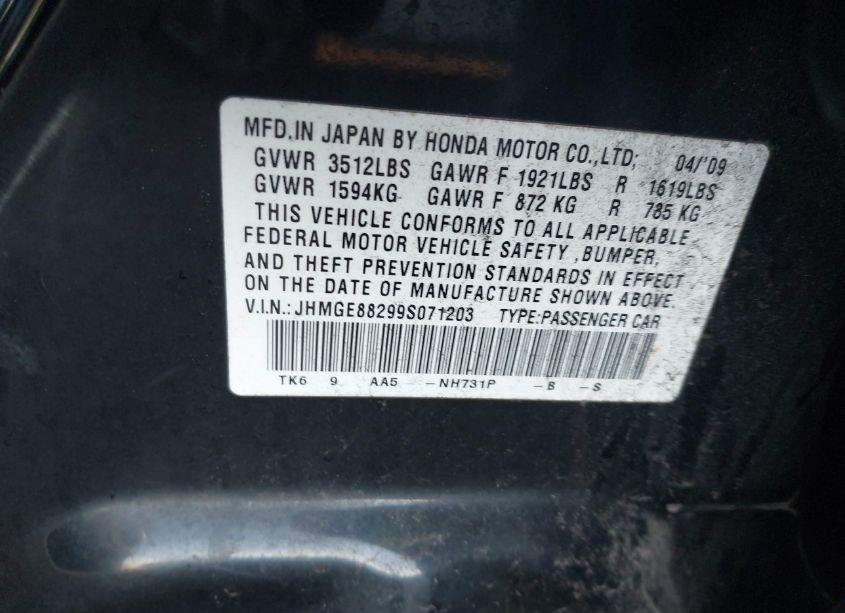 MFD.IN JAPAN BY HONDA MOTOR CO.,LTD; 04/'09
GVWR 3512LBS GAWR F 1921LBS R 1619LBS
GVWR 1594KG GAWR F 872 KG R 735 KG
THIS VEHICLE CONFORMS TO ALL APPLICABLE
FEDERAL MOTOR VEHICLE SAFETY ,BUMPER,
AND THEFT PREVENTION STANDARDS IN EFFECT
ON THE DATE OF MANUFACTURE SHOWN ABOVE.
V.I.N.:JHMGE88299S071203 TYPE:PASSENGER CAR
TK6 9 AA5 -NH731P -B -S